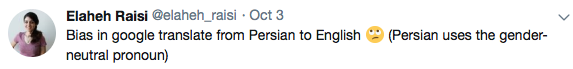 Elaheh Raisi @elaheh_raisi · Oct 3
Bias in google translate from Persian to English 🙄 (Persian uses the gender-
neutral pronoun)